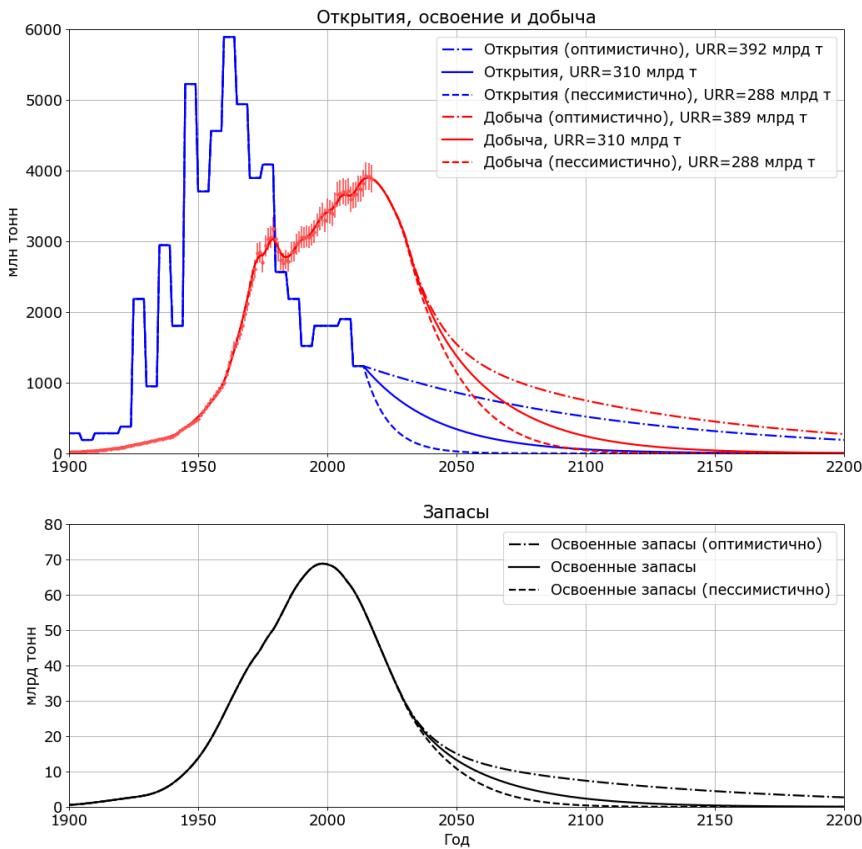 Открытия, освоение и добыча
6000
5000
4000
3000
2000
1000
0
млн тонн
Открытия (оптимистично), URR=392 млрд т
Открытия, URR=310 млрд т
Открытия (пессимистично), URR=288 млрд т
Добыча (оптимистично), URR=389 млрд т
Добыча, URR=310 млрд т
Добыча (пессимистично), URR=288 млрд т
1900 1950 2000 2050 2100 2150 2200
Запасы
80
70
60
50
40
30
20
10
0
млрд тонн
Освоенные запасы (оптимистично)
Освоенные запасы
Освоенные запасы (пессимистично)
1900 1950 2000 2050 2100 2150 2200
Год